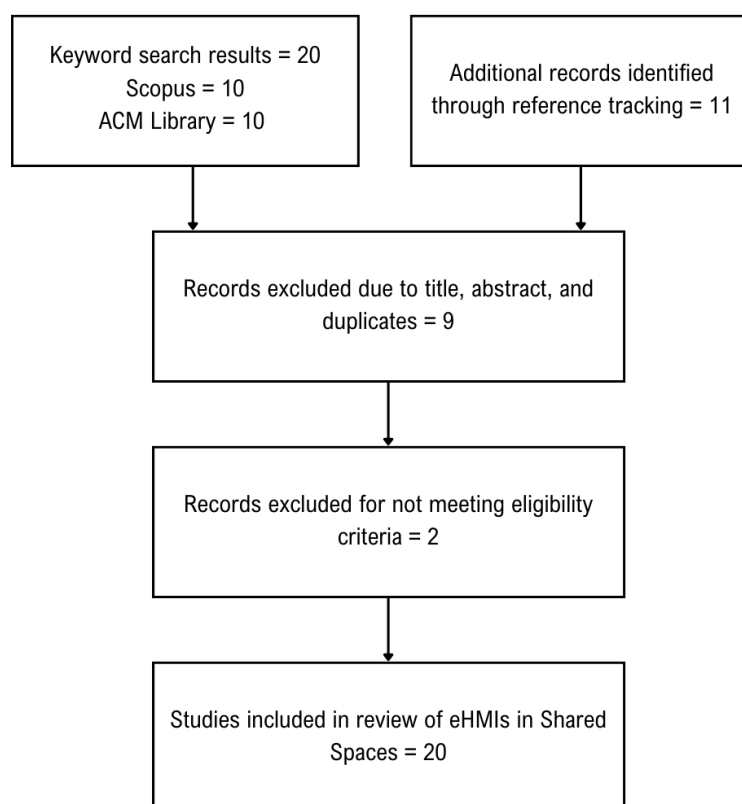 Keyword search results = 20
Scopus = 10
ACM Library = 10
Additional records identified
through reference tracking = 11
Records excluded due to title, abstract, and
duplicates = 9
Records excluded for not meeting eligibility
criteria = 2
Studies included in review of eHMIs in Shared
Spaces = 20